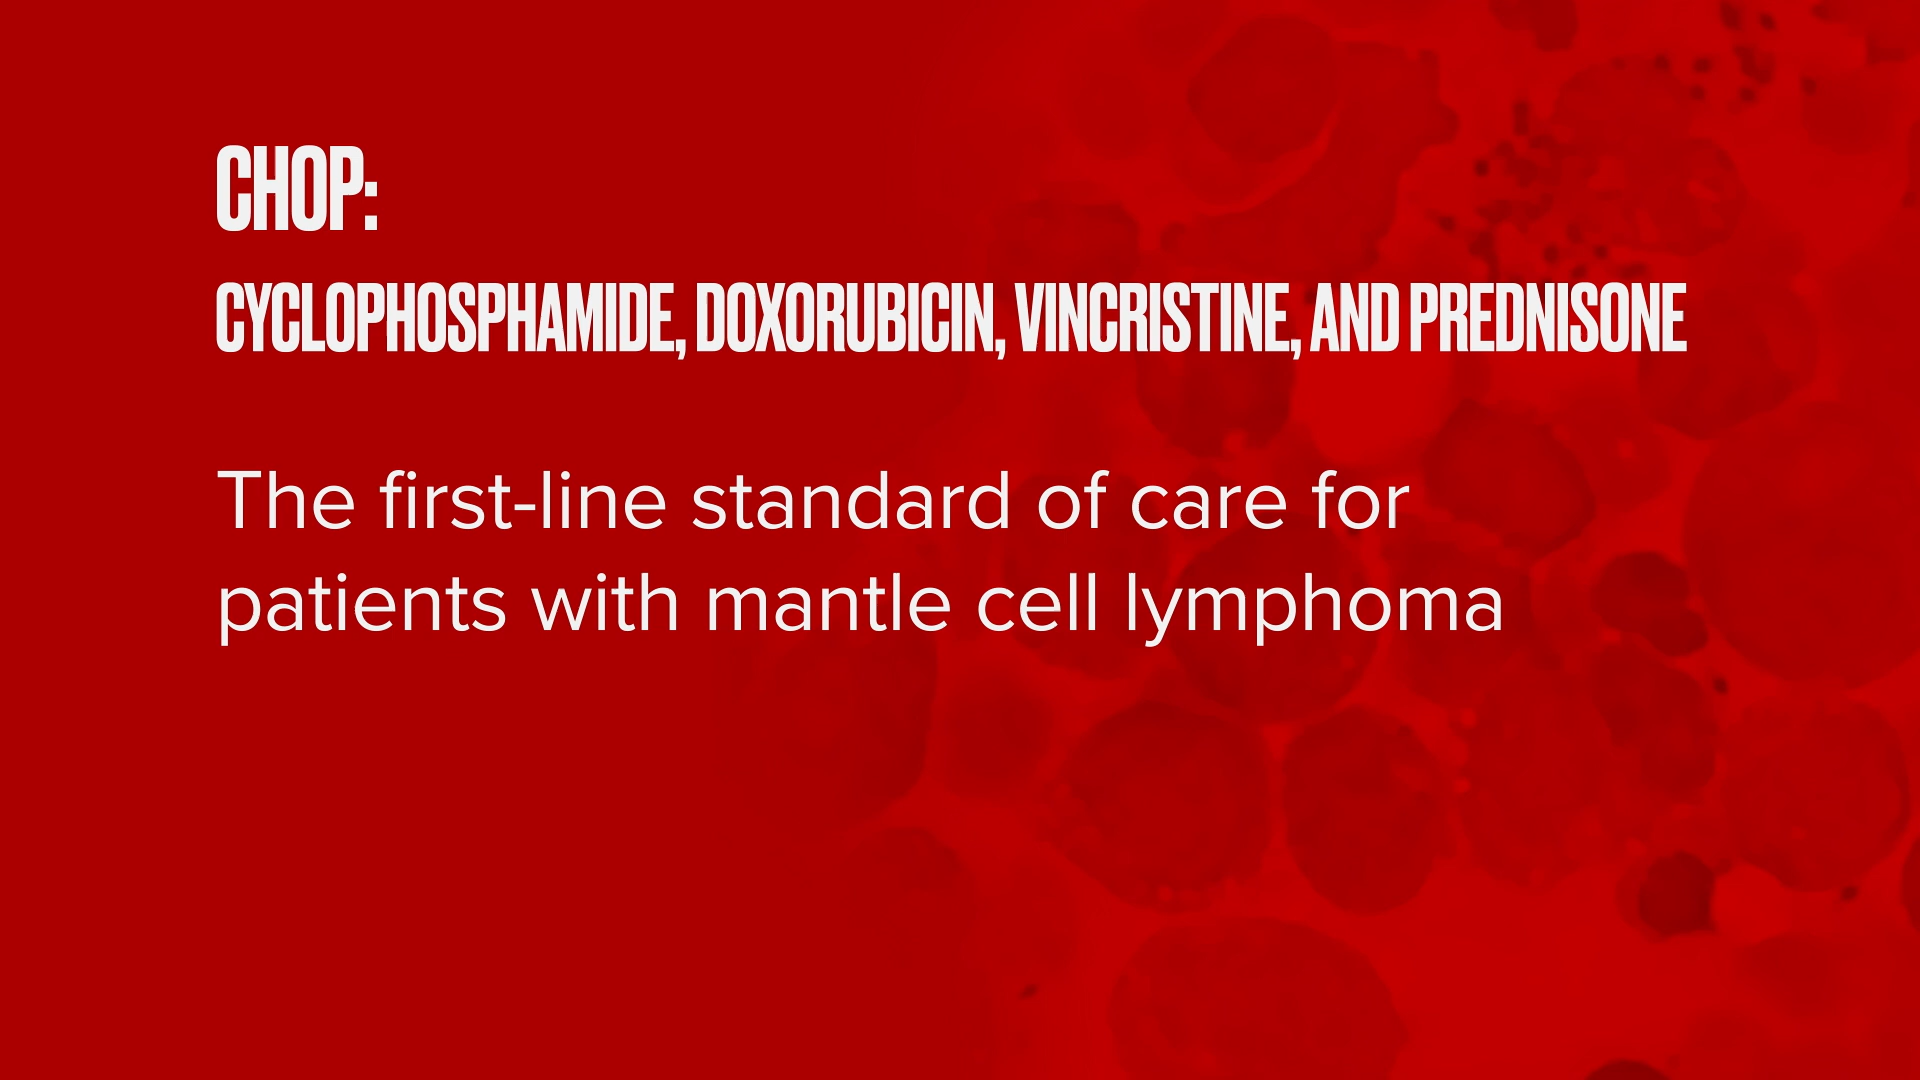 CHOP:
CYCLOPHOSPHAMIDE, DOXORUBICIN, VINCRISTINE, AND PREDNISONE
The first-line standard of care for
patients with mantle cell lymphoma